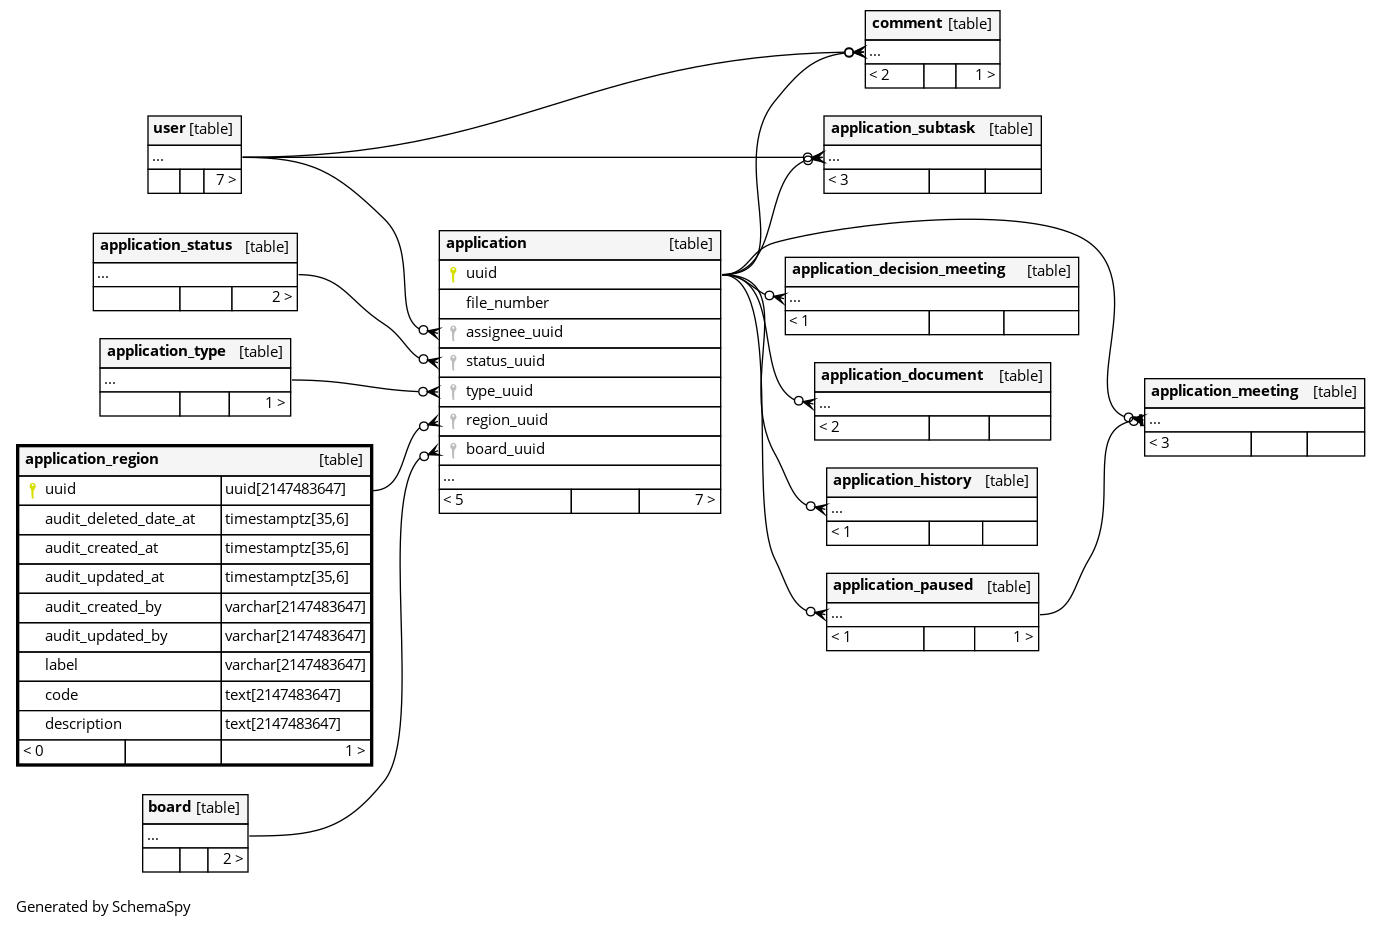 comment [table]
...
< 2 1 >
user [table]
...
7 >
application_subtask [table]
...
< 3
application_status [table]
...
2 >
application [table]
uuid
file_number
assignee_uuid
status_uuid
type_uuid
region_uuid
board_uuid
...
< 5 7 >
application_decision_meeting [table]
...
< 1
application_type [table]
...
1 >
application_document [table]
...
< 2
application_meeting [table]
...
< 3
application_region [table]
uuid uuid[2147483647]
audit_deleted_date_at timestamptz[35,6]
audit_created_at timestamptz[35,6]
audit_updated_at timestamptz[35,6]
audit_created_by varchar[2147483647]
audit_updated_by varchar[2147483647]
label varchar[2147483647]
code text[2147483647]
description text[2147483647]
< 0 1 >
application_history [table]
...
< 1
application_paused [table]
...
< 1 1 >
board [table]
...
2 >
Generated by SchemaSpy